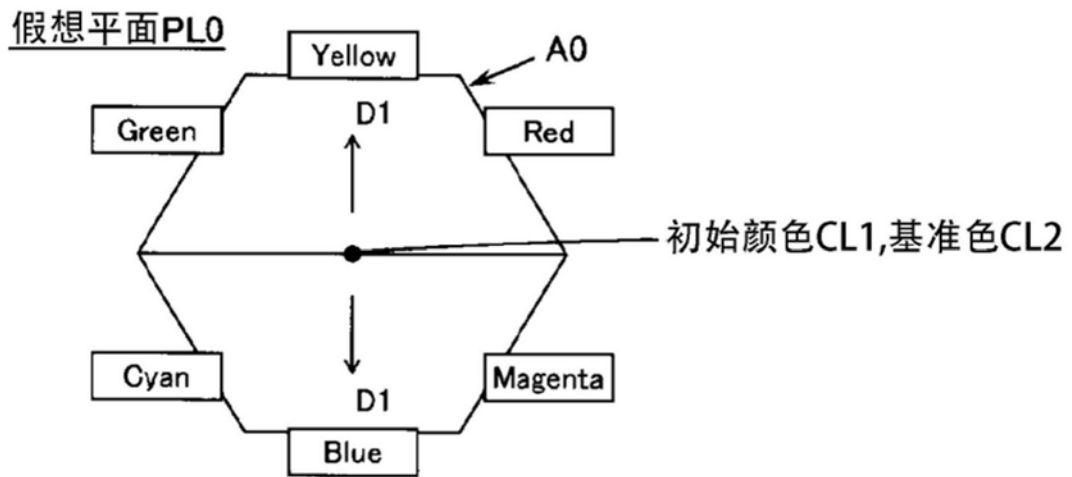 假想平面PL0
Yellow
A0
Green
D1
Red
初始颜色CL1,基准色CL2
Cyan
D1
Magenta
Blue